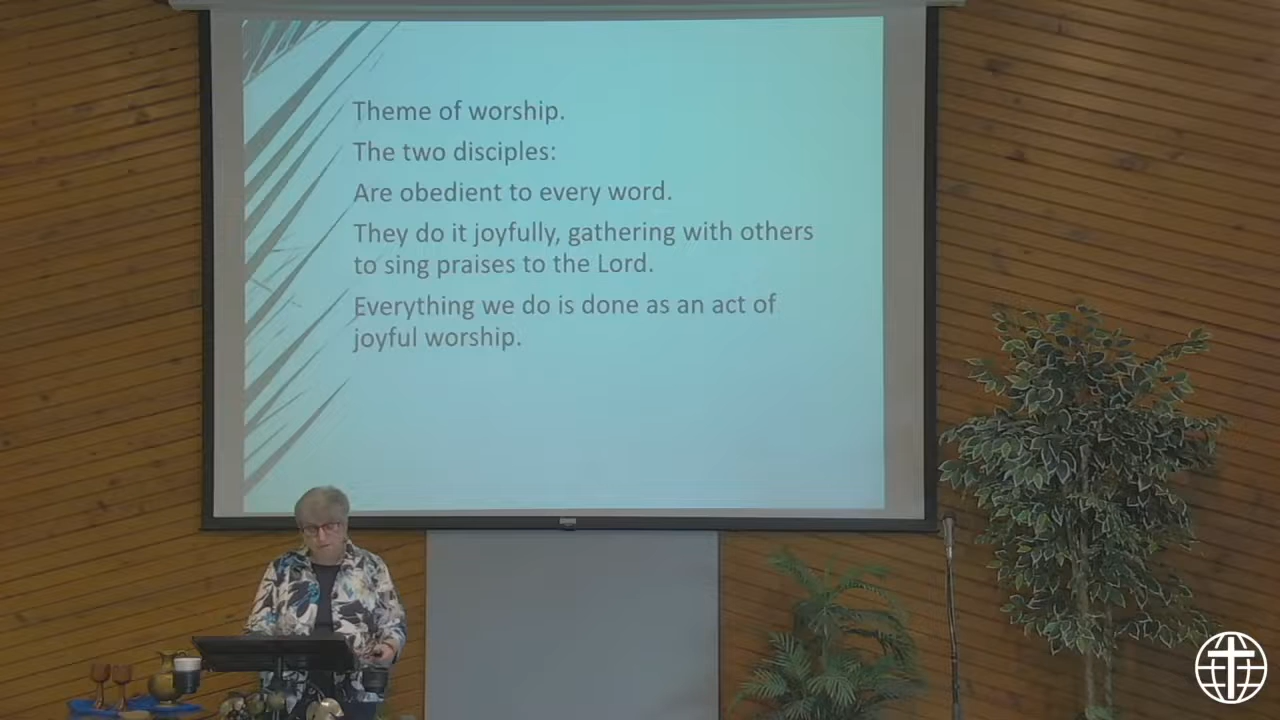 Theme of worship.
The two disciples:
Are obedient to every word.
They do it joyfully, gathering with others
to sing praises to the Lord.
Everything we do is done as an act of
joyful worship.